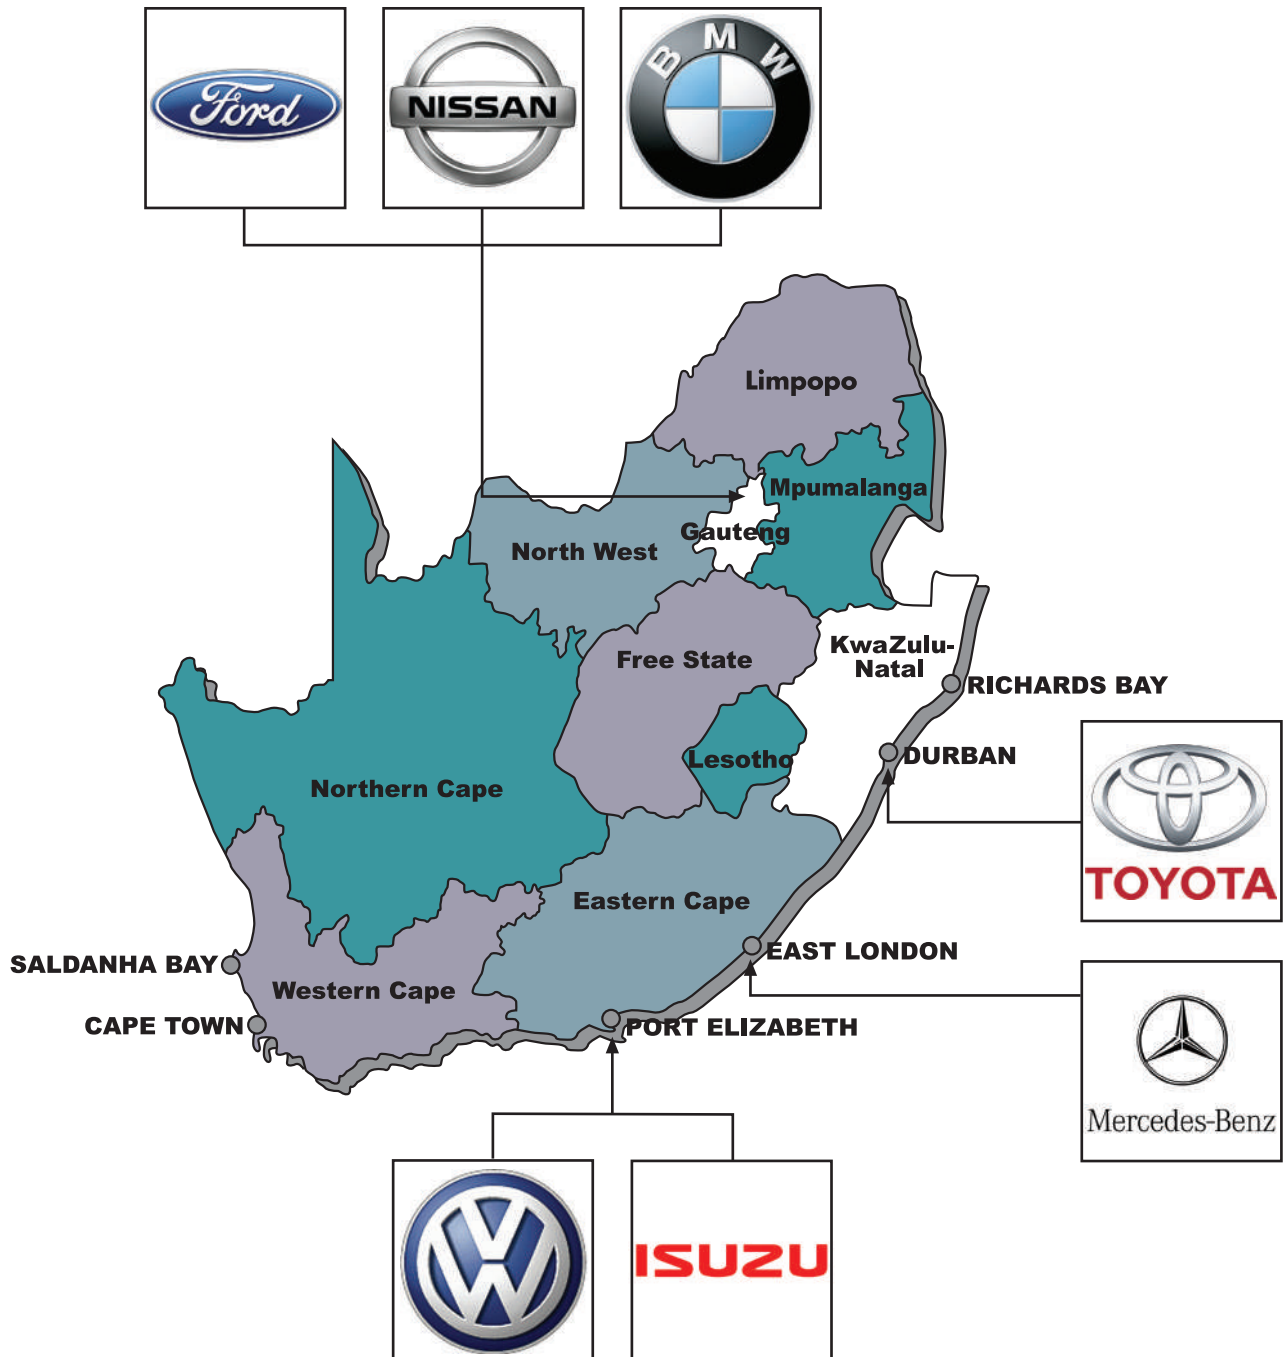 Ford
NISSAN
BMW
Limpopo
Mpumalanga
Gauteng
North West
KwaZulu-
Natal
Free State
RICHARDS BAY
DURBAN
Lesotho
Northern Cape
TOYOTA
Eastern Cape
EAST LONDON
SALDANHA BAY
Western Cape
CAPE TOWN
PORT ELIZABETH
Mercedes-Benz
VW
ISUZU